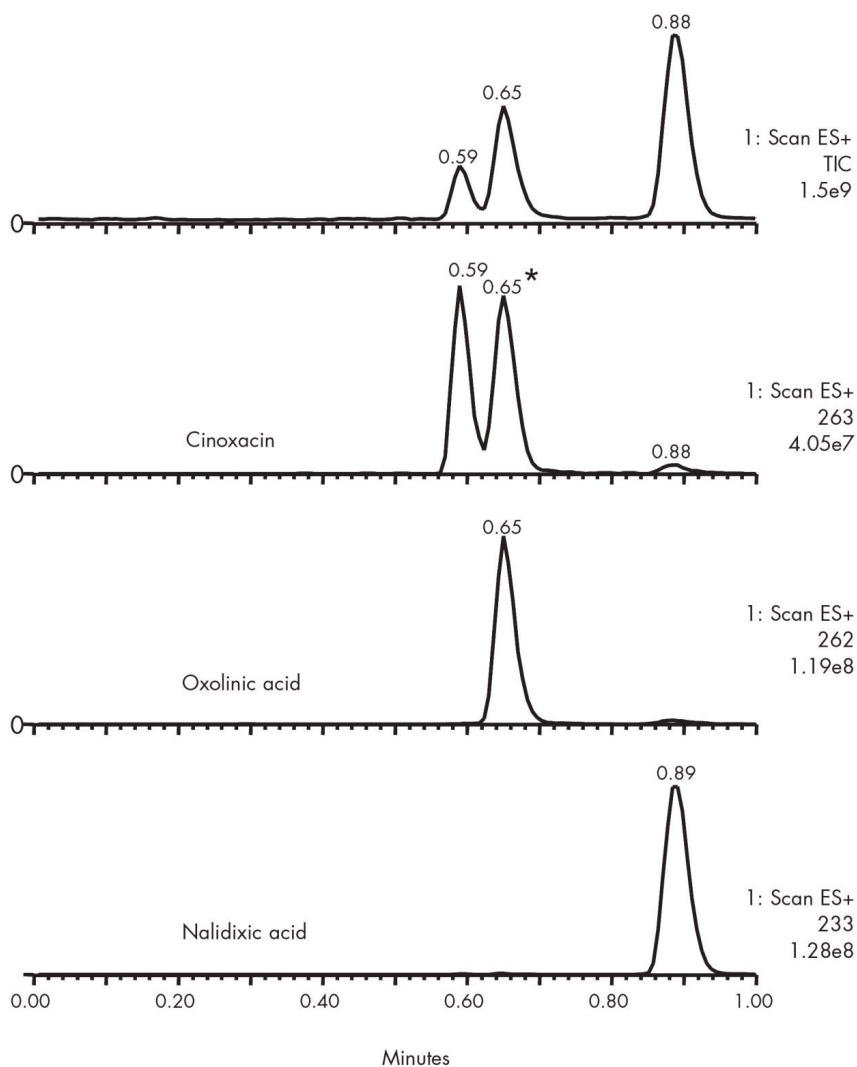 0.88
0.65
0.59
1: Scan ES+
TIC
1.5e9
0
0.59
0.65 *
1: Scan ES+
263
4.05e7
Cinoxacin
0.88
0
0.65
1: Scan ES+
262
1.19e8
Oxolinic acid
0
0.89
1: Scan ES+
233
1.28e8
Nalidixic acid
0.00 0.20 0.40 0.60 0.80 1.00
Minutes